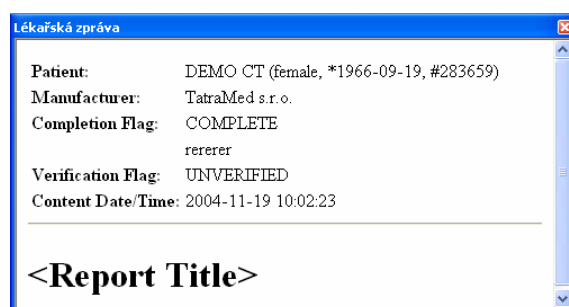 Lékařská zpráva
Patient: DEMO CT (female, *1966-09-19, #283659)
Manufacturer: TatraMed s.r.o.
Completion Flag: COMPLETE
rererer
Verification Flag: UNVERIFIED
Content Date/Time: 2004-11-19 10:02:23
<Report Title>